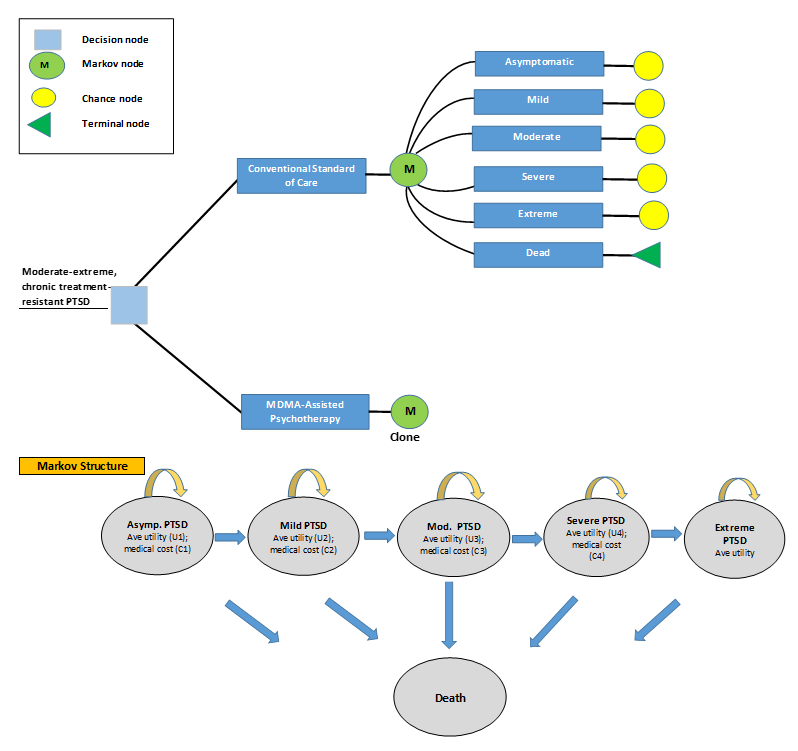 Decision node
M
Markov node
Chance node
Terminal node
Asymptomatic
Mild
Moderate
Conventional Standard
of Care
M
Severe
Extreme
Dead
Moderate-extreme,
chronic treatment-
resistant PTSD
MDMA-Assisted
Psychotherapy
M
Clone
Markov Structure
Asymp. PTSD
Ave utility (U1);
medical cost (C1)
Mild PTSD
Ave utility (U2);
medical cost (C2)
Mod. PTSD
Ave utility (U3);
medical cost (C3)
Severe PTSD
Ave utility (U4);
medical cost
(C4)
Extreme
PTSD
Ave utility
Death